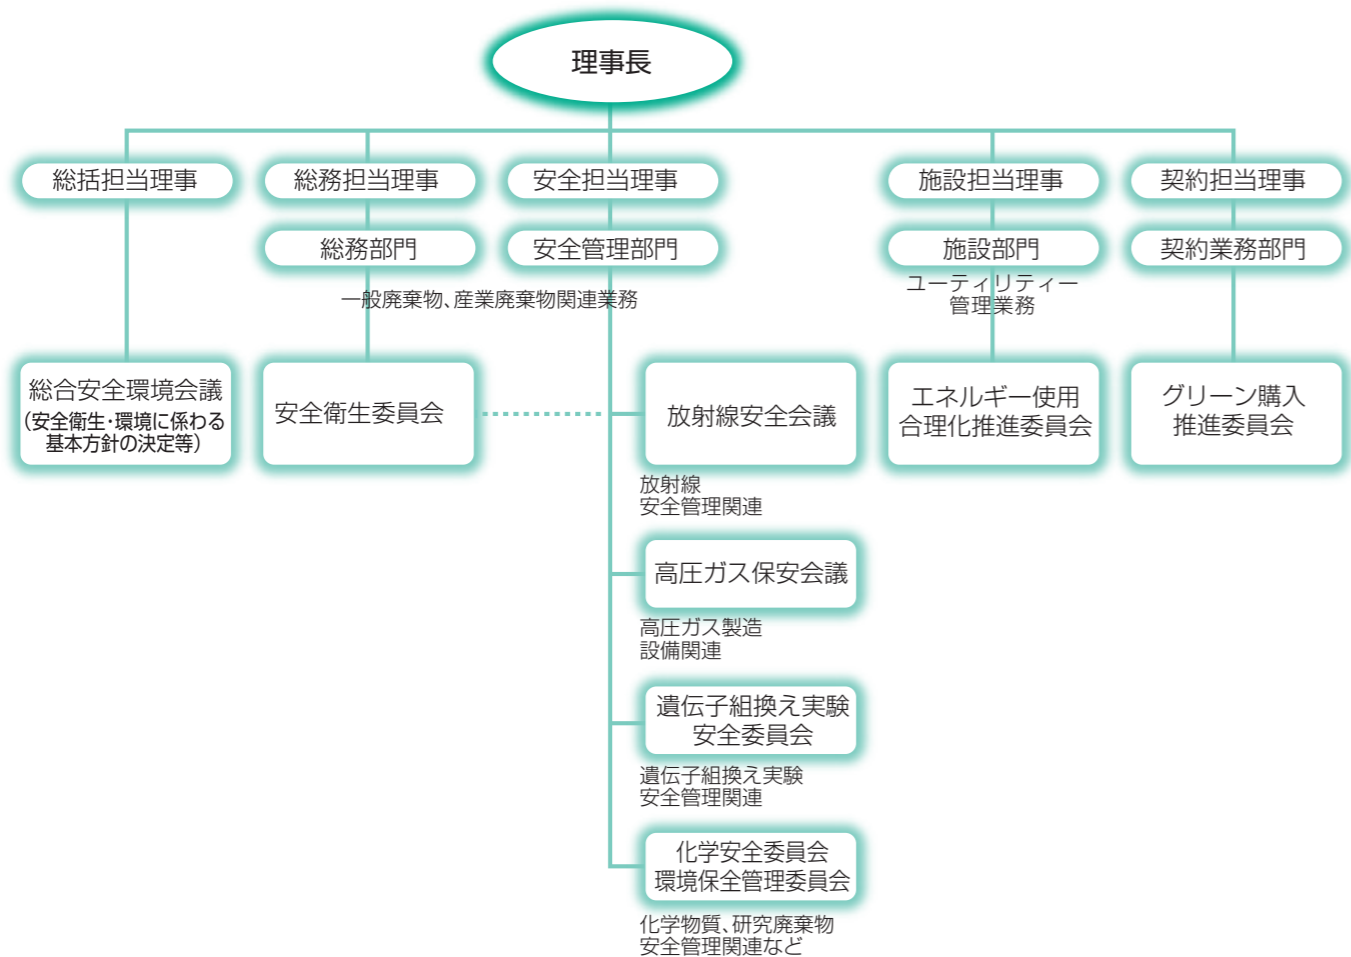 理事長
総括担当理事
総務担当理事
安全担当理事
施設担当理事
契約担当理事
総務部門
安全管理部門
施設部門
契約業務部門
一般廃棄物、産業廃棄物関連業務
ユーティリティー
管理業務
総合安全環境会議
(安全衛生・環境に係わる
基本方針の決定等)
安全衛生委員会
放射線安全会議
放射線
安全管理関連
エネルギー使用
合理化推進委員会
グリーン購入
推進委員会
高圧ガス保安会議
高圧ガス製造
設備関連
遺伝子組換え実験
安全委員会
遺伝子組換え実験
安全管理関連
化学安全委員会
環境保全管理委員会
化学物質、研究廃棄物
安全管理関連など